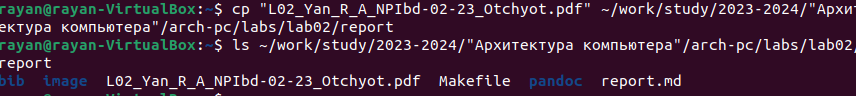 rayan@rayan-VirtualBox:~$ cp "L02_Yan_R_A_NPIbd-02-23_Otchyot.pdf" ~/work/study/2023-2024/"Архит
ектура компьютера"/arch-pc/labs/lab02/report
rayan@rayan-VirtualBox:~$ ls ~/work/study/2023-2024/"Архитектура компьютера"/arch-pc/labs/lab02/
report
bib  image  L02_Yan_R_A_NPIbd-02-23_Otchyot.pdf  Makefile  pandoc  report.md